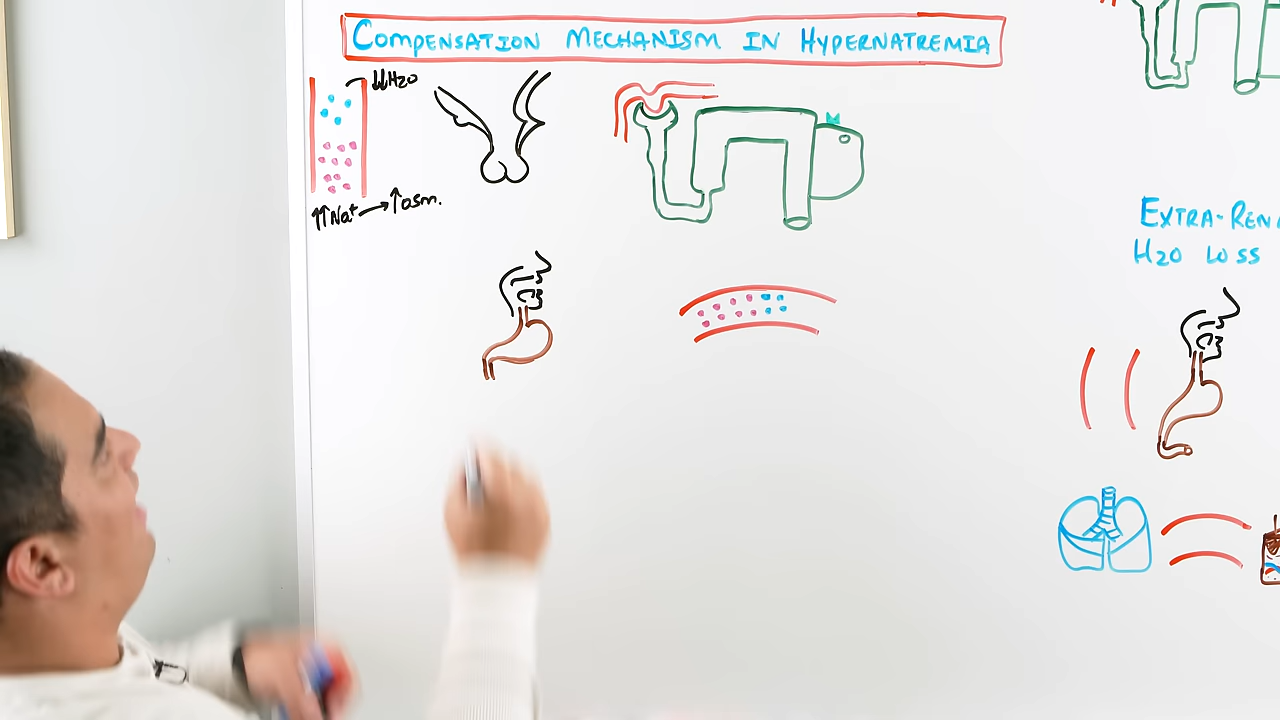 COMPENSATION MECHANISM IN HYPERNATREMIA
↓↓H2O
↑↑Na⁺→↑osm.
EXTRA-REN
H2O LOSS